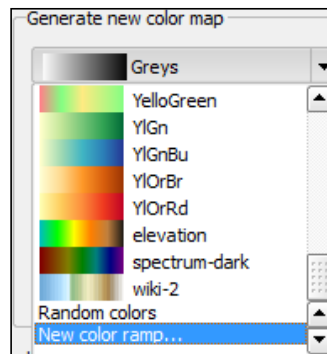 Generate new color map
Greys
YelloGreen
YlGn
YlGnBu
YlOrBr
YlOrRd
elevation
spectrum-dark
wiki-2
Random colors
New color ramp...